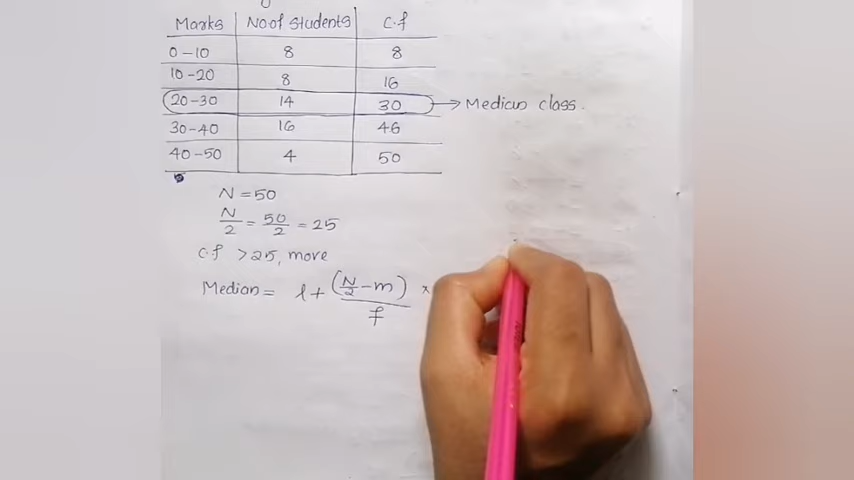 Marks No.of Students C.f
0-10 8 8
10-20 8 16
20-30 14 30 → Median class.
30-40 16 46
40-50 4 50
N = 50
N/2 = 50/2 = 25
C.f > 25, more
Median = l + (N/2 - m)/f ×